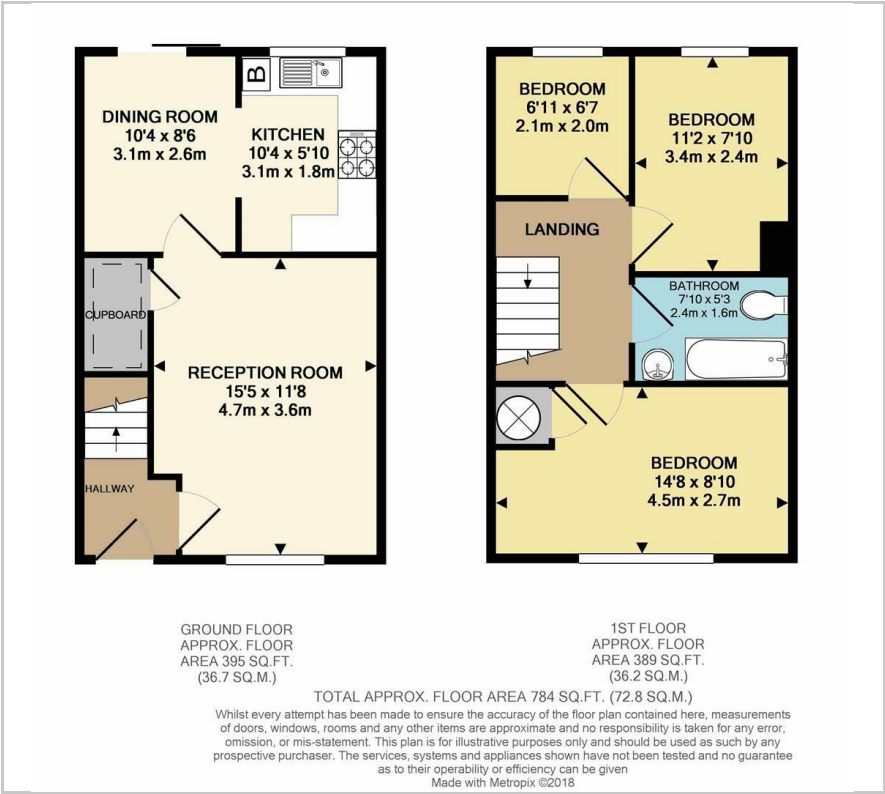 DINING ROOM
10'4 x 8'6
3.1m x 2.6m
B
KITCHEN
10'4 x 5'10
3.1m x 1.8m
CUPBOARD
RECEPTION ROOM
15'5 x 11'8
4.7m x 3.6m
HALLWAY
BEDROOM
6'11 x 6'7
2.1m x 2.0m
BEDROOM
11'2 x 7'10
3.4m x 2.4m
LANDING
BATHROOM
7'10 x 5'3
2.4m x 1.6m
BEDROOM
14'8 x 8'10
4.5m x 2.7m
GROUND FLOOR
APPROX. FLOOR
AREA 395 SQ.FT.
(36.7 SQ.M.)
1ST FLOOR
APPROX. FLOOR
AREA 389 SQ.FT.
(36.2 SQ.M.)
TOTAL APPROX. FLOOR AREA 784 SQ.FT. (72.8 SQ.M.)
Whilst every attempt has been made to ensure the accuracy of the floor plan contained here, measurements
of doors, windows, rooms and any other items are approximate and no responsibility is taken for any error,
omission, or mis-statement. This plan is for illustrative purposes only and should be used as such by any
prospective purchaser. The services, systems and appliances shown have not been tested and no guarantee
as to their operability or efficiency can be given
Made with Metropix ©2018